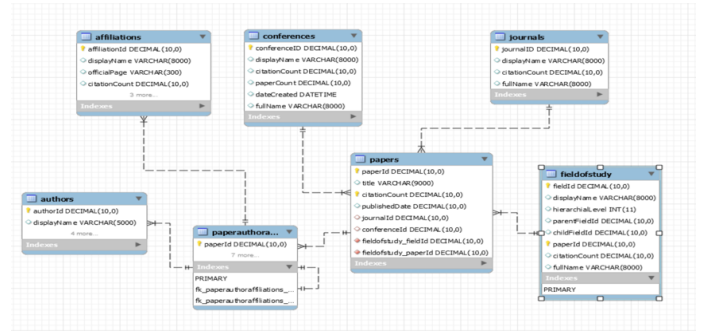 affiliations
affiliationId DECIMAL(10,0)
displayName VARCHAR(8000)
officialPage VARCHAR(300)
citationCount DECIMAL(10,0)
3 more...
Indexes
conferences
conferenceID DECIMAL(10,0)
displayName VARCHAR(8000)
citationCount DECIMAL(10,0)
paperCount DECIMAL(10,0)
dateCreated DATETIME
fullName VARCHAR(8000)
Indexes
journals
journalID DECIMAL(10,0)
displayName VARCHAR(8000)
citationCount DECIMAL(10,0)
fullName VARCHAR(8000)
Indexes
authors
authorId DECIMAL(10,0)
displayName VARCHAR(5000)
4 more...
Indexes
paperauthora...
paperId DECIMAL(10,0)
7 more...
Indexes
PRIMARY
fk_paperauthoraffiliations_...
fk_paperauthoraffiliations_...
papers
paperId DECIMAL(10,0)
title VARCHAR(9000)
citationCount DECIMAL(10,0)
publishedDate DECIMAL(10,0)
journalId DECIMAL(10,0)
conferenceId DECIMAL(10,0)
fieldofstudy_fieldId DECIMAL(10,0)
fieldofstudy_paperId DECIMAL(10,0)
Indexes
fieldofstudy
fieldId DECIMAL(10,0)
displayName VARCHAR(8000)
hierarchialLevel INT(11)
parentFieldId DECIMAL(10,0)
childFieldId DECIMAL(10,0)
paperId DECIMAL(10,0)
citationCount DECIMAL(10,0)
fullName VARCHAR(8000)
Indexes
PRIMARY